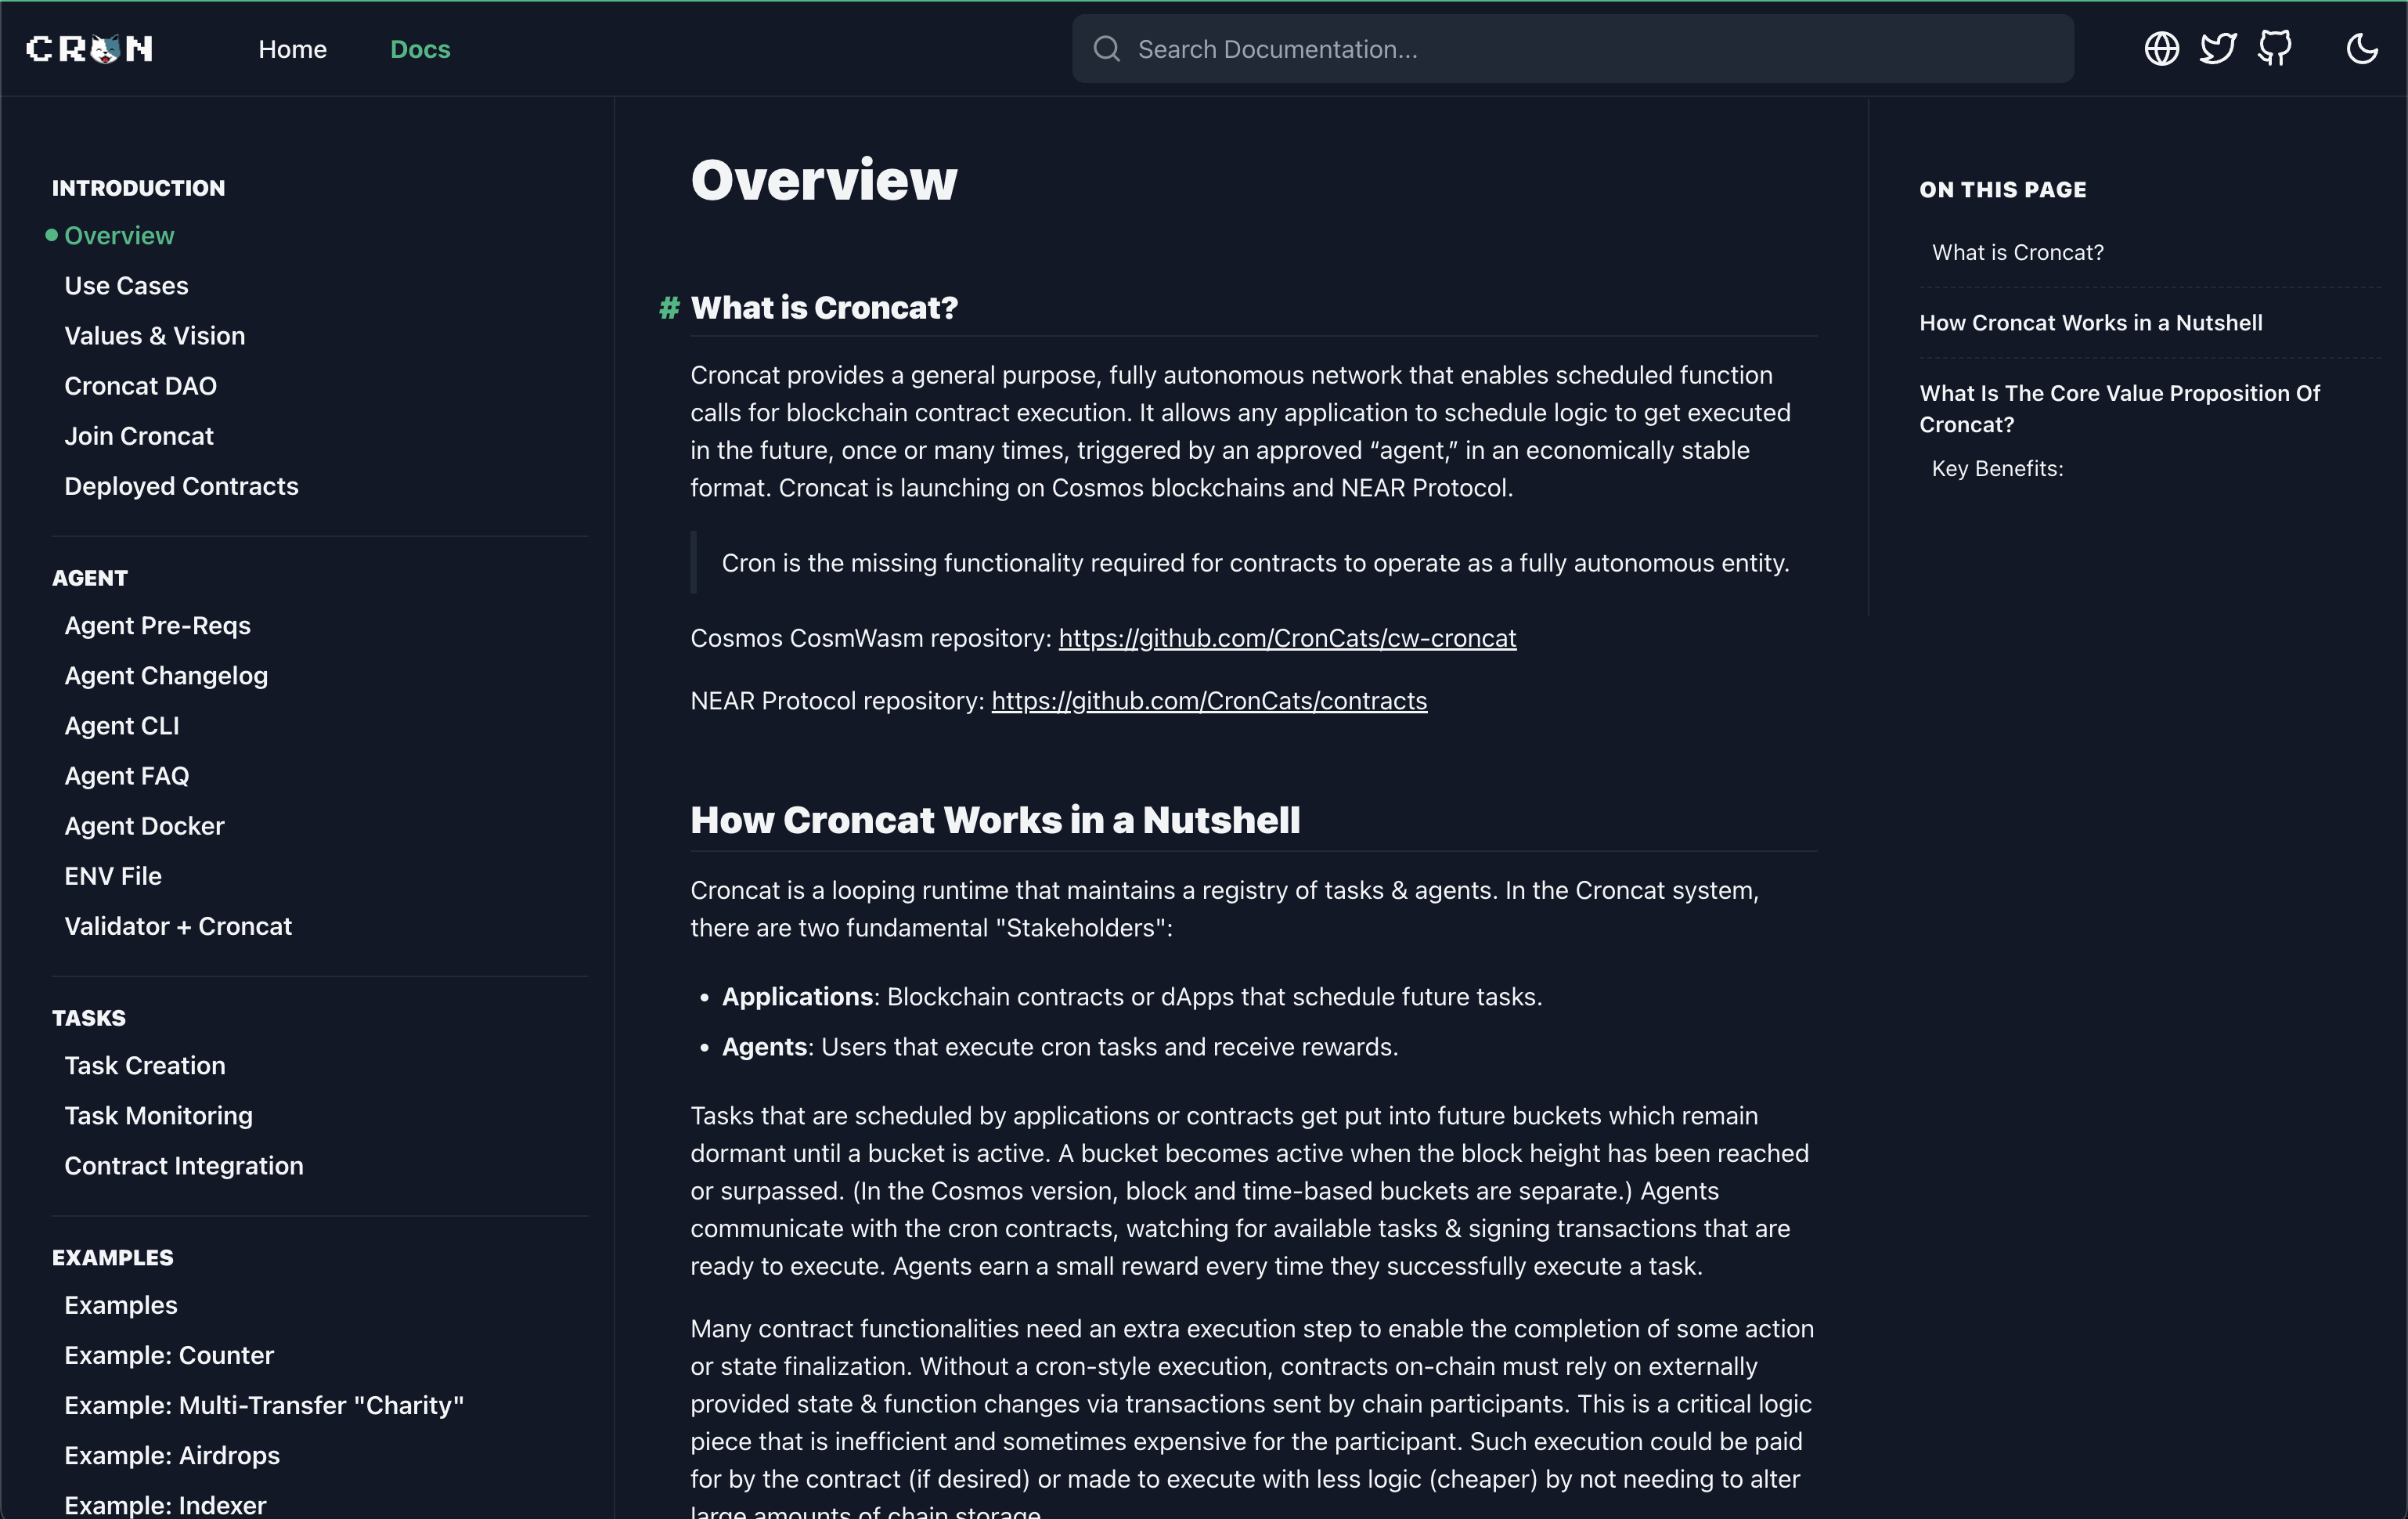 CRON
Home
Docs
Search Documentation...
INTRODUCTION
Overview
Use Cases
Values & Vision
Croncat DAO
Join Croncat
Deployed Contracts
AGENT
Agent Pre-Reqs
Agent Changelog
Agent CLI
Agent FAQ
Agent Docker
ENV File
Validator + Croncat
TASKS
Task Creation
Task Monitoring
Contract Integration
EXAMPLES
Examples
Example: Counter
Example: Multi-Transfer "Charity"
Example: Airdrops
Example: Indexer
Overview
# What is Croncat?
Croncat provides a general purpose, fully autonomous network that enables scheduled function
calls for blockchain contract execution. It allows any application to schedule logic to get executed
in the future, once or many times, triggered by an approved “agent,” in an economically stable
format. Croncat is launching on Cosmos blockchains and NEAR Protocol.
Cron is the missing functionality required for contracts to operate as a fully autonomous entity.
Cosmos CosmWasm repository: https://github.com/CronCats/cw-croncat
NEAR Protocol repository: https://github.com/CronCats/contracts
How Croncat Works in a Nutshell
Croncat is a looping runtime that maintains a registry of tasks & agents. In the Croncat system,
there are two fundamental "Stakeholders":
• Applications: Blockchain contracts or dApps that schedule future tasks.
• Agents: Users that execute cron tasks and receive rewards.
Tasks that are scheduled by applications or contracts get put into future buckets which remain
dormant until a bucket is active. A bucket becomes active when the block height has been reached
or surpassed. (In the Cosmos version, block and time-based buckets are separate.) Agents
communicate with the cron contracts, watching for available tasks & signing transactions that are
ready to execute. Agents earn a small reward every time they successfully execute a task.
Many contract functionalities need an extra execution step to enable the completion of some action
or state finalization. Without a cron-style execution, contracts on-chain must rely on externally
provided state & function changes via transactions sent by chain participants. This is a critical logic
piece that is inefficient and sometimes expensive for the participant. Such execution could be paid
for by the contract (if desired) or made to execute with less logic (cheaper) by not needing to alter
large amounts of chain storage.
ON THIS PAGE
What is Croncat?
How Croncat Works in a Nutshell
What Is The Core Value Proposition Of
Croncat?
Key Benefits: